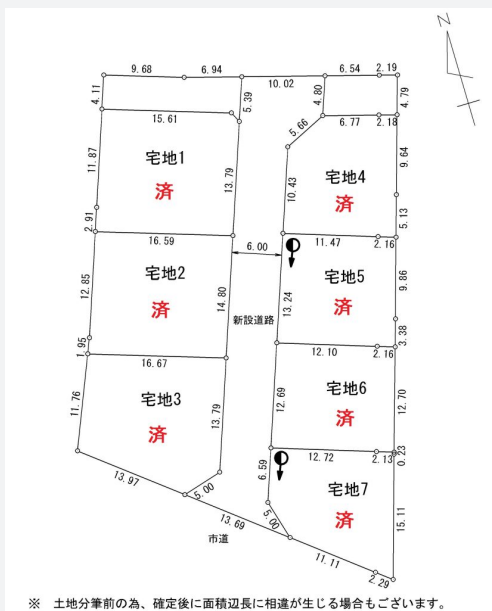 N
9.68
6.94
10.02
6.54
2.19
4.11
5.39
4.80
4.79
15.61
5.66
6.77
2.18
11.87
宅地1
済
13.79
10.43
宅地4
済
9.64
5.13
2.91
16.59
6.00
11.47
2.16
12.85
宅地2
済
14.80
新設道路
13.24
宅地5
済
9.86
3.38
1.95
16.67
12.10
2.16
11.76
宅地3
済
13.79
12.69
宅地6
済
12.70
12.72
2.13
0.23
6.59
13.97
5.00
13.69
5.00
宅地7
済
15.11
市道
11.11
2.29
※ 土地分筆前の為、確定後に面積辺長に相違が生じる場合もございます。